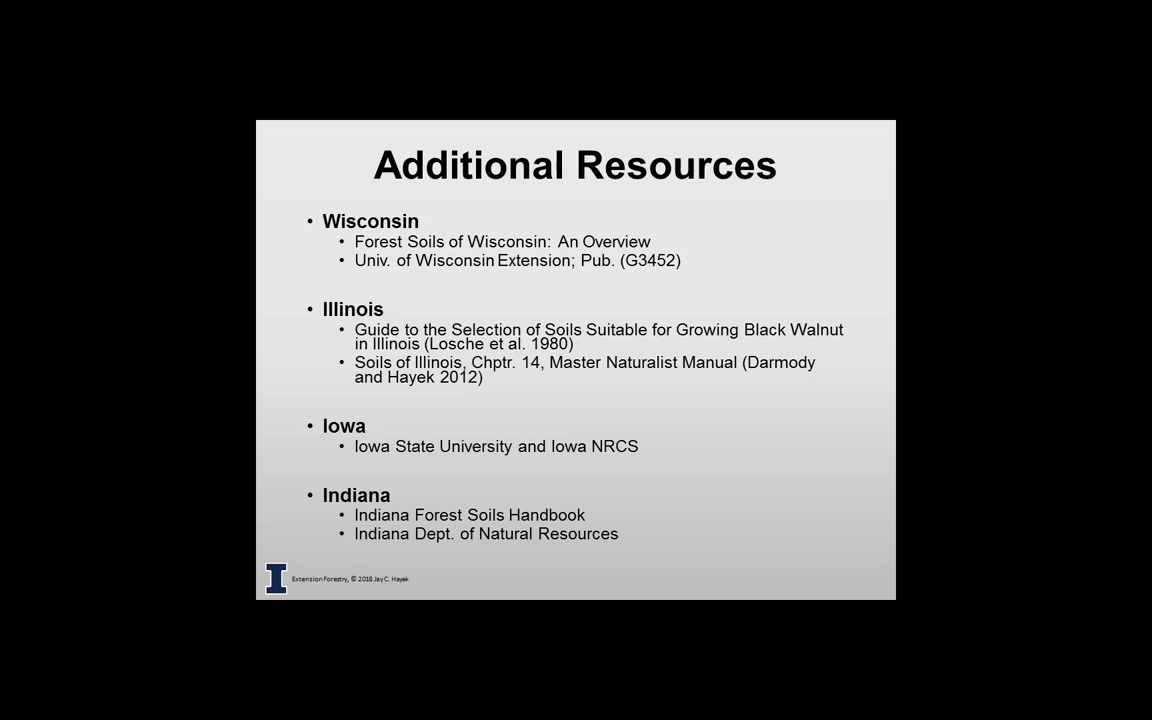 Additional Resources
• Wisconsin
• Forest Soils of Wisconsin: An Overview
• Univ. of Wisconsin Extension; Pub. (G3452)
• Illinois
• Guide to the Selection of Soils Suitable for Growing Black Walnut
in Illinois (Losche et al. 1980)
• Soils of Illinois, Chptr. 14, Master Naturalist Manual (Darmody
and Hayek 2012)
• Iowa
• Iowa State University and Iowa NRCS
• Indiana
• Indiana Forest Soils Handbook
• Indiana Dept. of Natural Resources
I Extension Forestry, © 2018 Jay C. Hayek